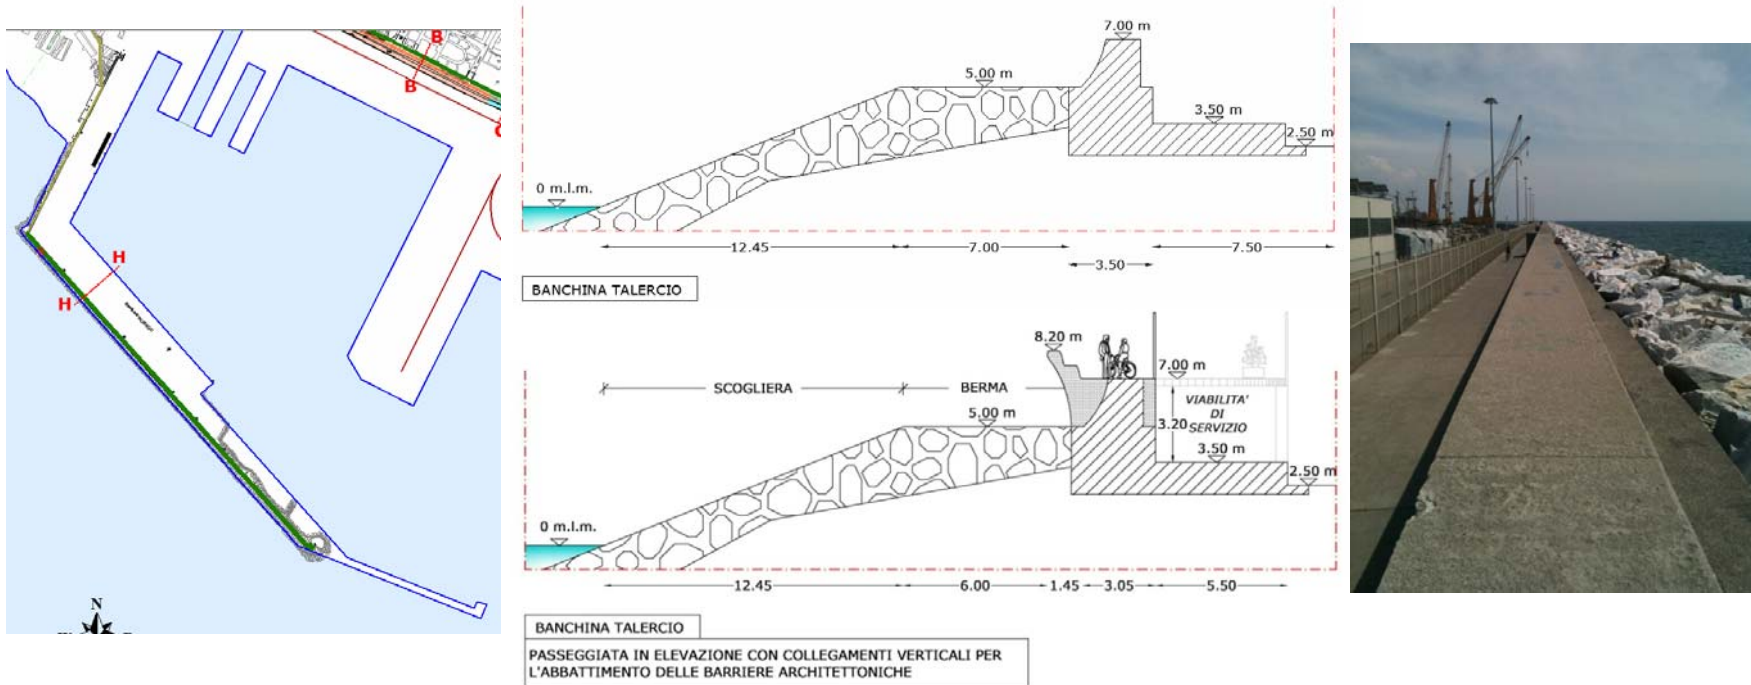 B
B
H
H
N
7.00 m
5.00 m
3.50 m
2.50 m
0 m.l.m.
12.45
7.00
7.50
3.50
BANCHINA TALERCIO
8.20 m
7.00 m
SCOGLIERA
BERMA
VIABILITA'
DI
SERVIZIO
3.20
5.00 m
3.50 m
2.50 m
0 m.l.m.
12.45
6.00
1.45
3.05
5.50
BANCHINA TALERCIO
PASSEGGIATA IN ELEVAZIONE CON COLLEGAMENTI VERTICALI PER
L'ABBATTIMENTO DELLE BARRIERE ARCHITETTONICHE